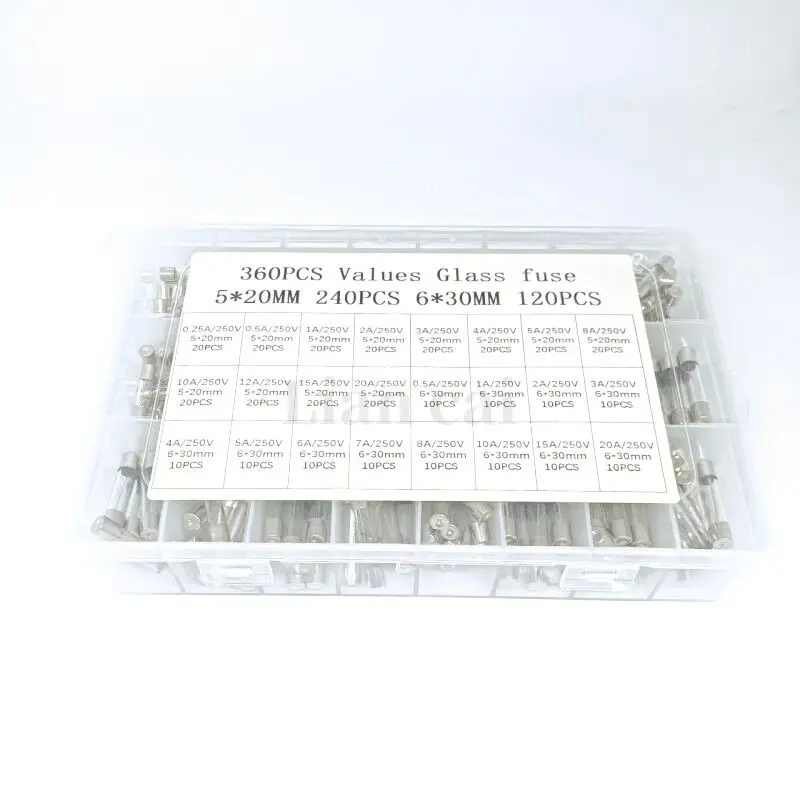 360PCS Values Glass fuse
5*20MM 240PCS 6*30MM 120PCS
0.25A/250V 5*20mm 20PCS
0.5A/250V 5*20mm 20PCS
1A/250V 5*20mm 20PCS
2A/250V 5*20mm 20PCS
3A/250V 5*20mm 20PCS
4A/250V 5*20mm 20PCS
5A/250V 5*20mm 20PCS
8A/250V 5*20mm 20PCS
10A/250V 5*20mm 20PCS
12A/250V 5*20mm 20PCS
15A/250V 5*20mm 20PCS
20A/250V 5*20mm 20PCS
0.5A/250V 6*30mm 10PCS
1A/250V 6*30mm 10PCS
2A/250V 6*30mm 10PCS
3A/250V 6*30mm 10PCS
4A/250V 6*30mm 10PCS
5A/250V 6*30mm 10PCS
6A/250V 6*30mm 10PCS
7A/250V 6*30mm 10PCS
8A/250V 6*30mm 10PCS
10A/250V 6*30mm 10PCS
15A/250V 6*30mm 10PCS
20A/250V 6*30mm 10PCS
Lian Cai